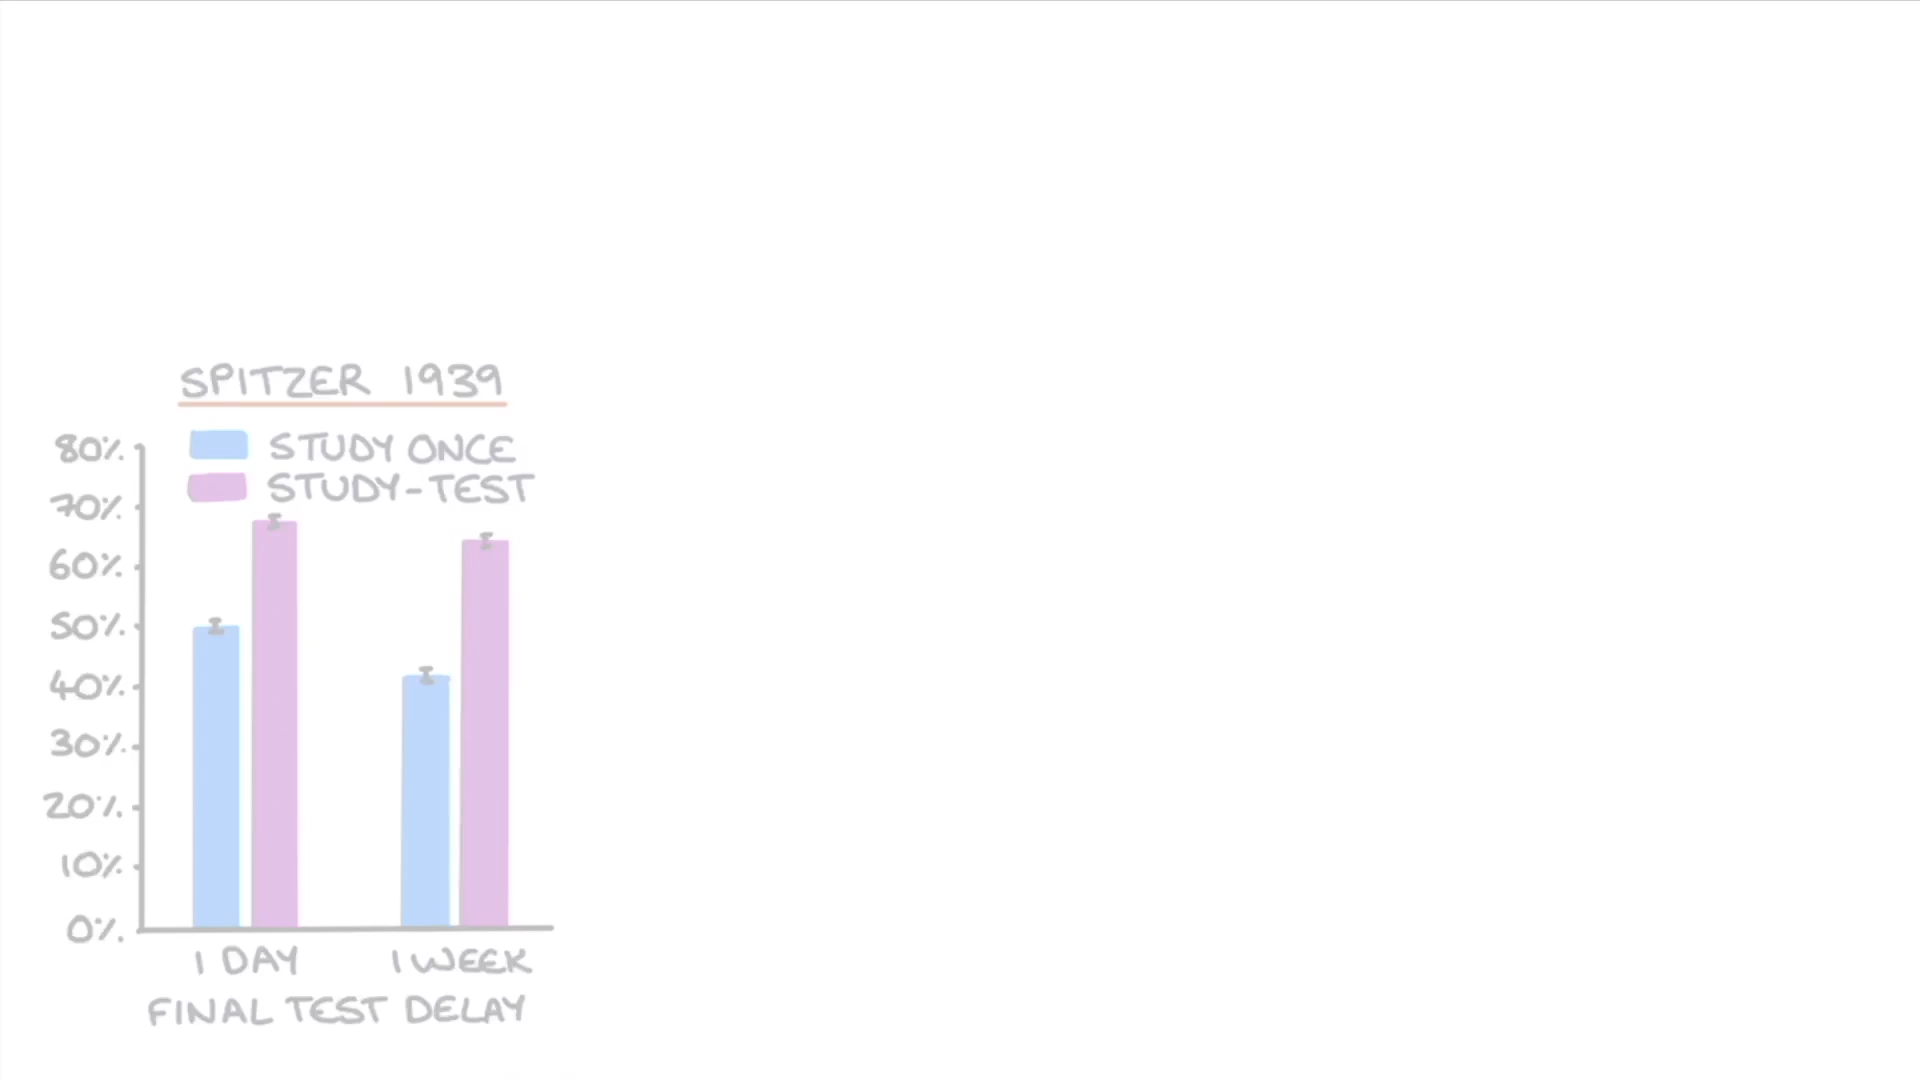 SPITZER 1939
STUDY ONCE
STUDY-TEST
80%
70%
60%
50%
40%
30%
20%
10%
0%
1 DAY
1 WEEK
FINAL TEST DELAY